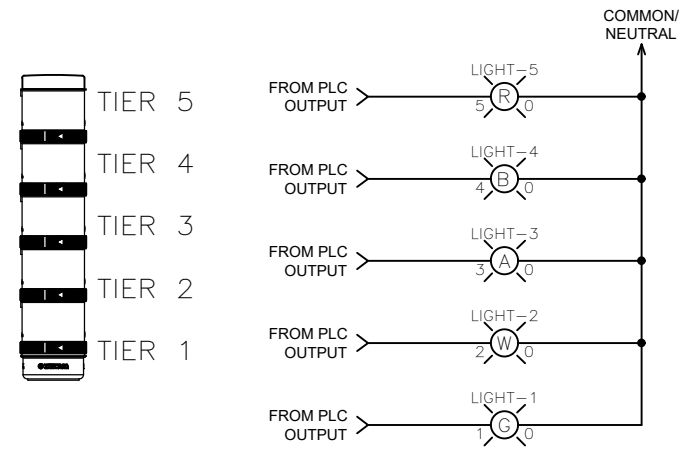 COMMON/
NEUTRAL
TIER 5
TIER 4
TIER 3
TIER 2
TIER 1
FROM PLC
OUTPUT
LIGHT-5
5 R 0
FROM PLC
OUTPUT
LIGHT-4
4 B 0
FROM PLC
OUTPUT
LIGHT-3
3 A 0
FROM PLC
OUTPUT
LIGHT-2
2 W 0
FROM PLC
OUTPUT
LIGHT-1
1 G 0